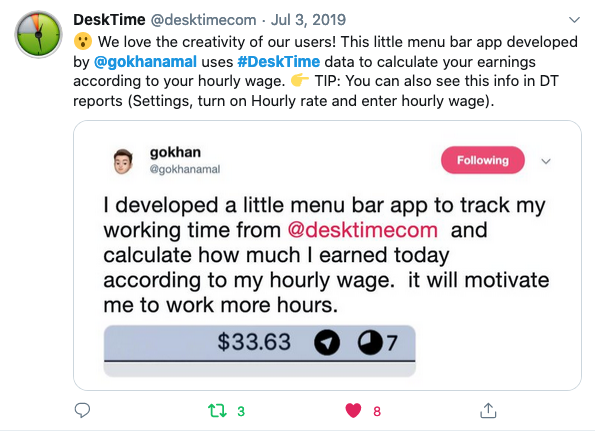 DeskTime @desktimecom · Jul 3, 2019
😮 We love the creativity of our users! This little menu bar app developed
by @gokhanamal uses #DeskTime data to calculate your earnings
according to your hourly wage. 👉 TIP: You can also see this info in DT
reports (Settings, turn on Hourly rate and enter hourly wage).
gokhan
@gokhanamal
Following
I developed a little menu bar app to track my
working time from @desktimecom and
calculate how much I earned today
according to my hourly wage. it will motivate
me to work more hours.
$33.63 7
3 8